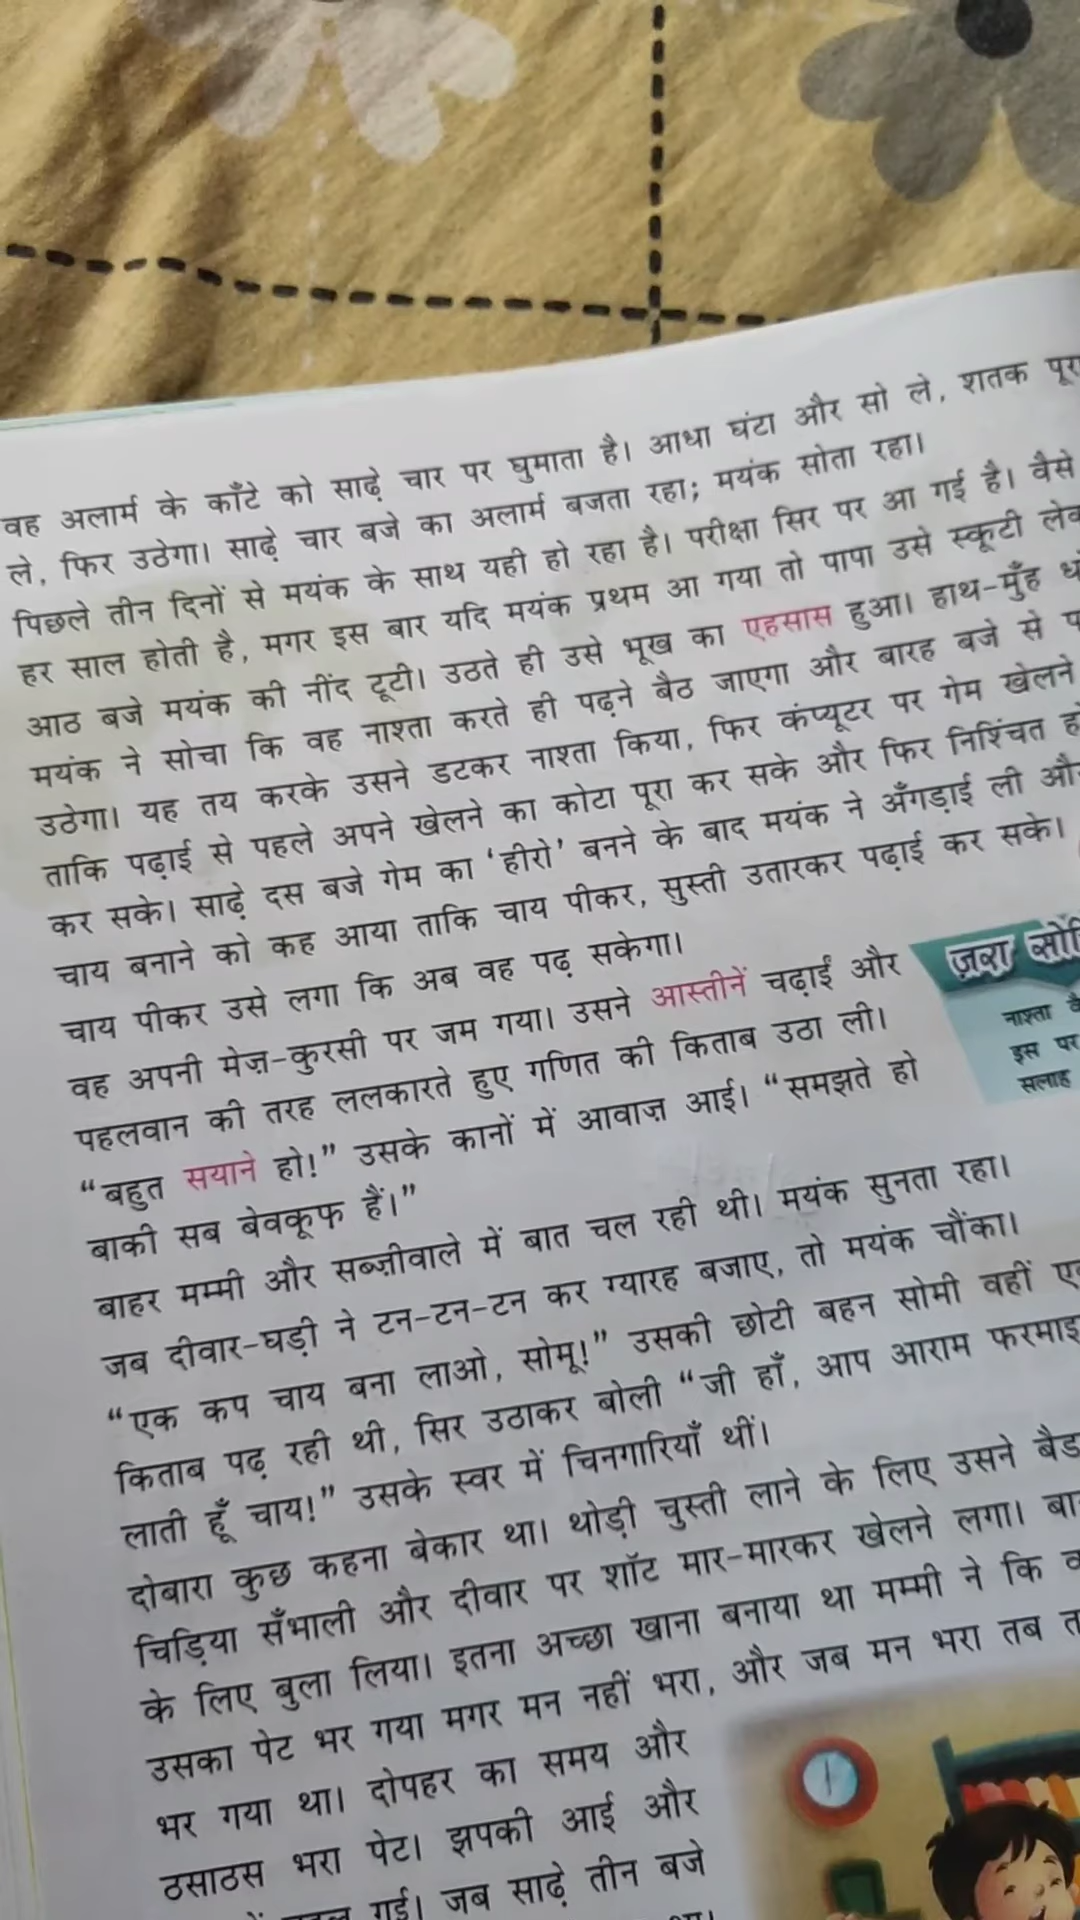 वह अलार्म के काँटे को साढ़े चार पर घुमाता है। आधा घंटा और सो ले, शतक
ले, फिर उठेगा। साढ़े चार बजे का अलार्म बजता रहा; मयंक सोता रहा।
पिछले तीन दिनों से मयंक के साथ यही हो रहा है। परीक्षा सिर पर आ गई है। वैसे
हर साल होती है, मगर इस बार यदि मयंक प्रथम आ गया तो पापा उसे स्कूटी
आठ बजे मयंक की नींद टूटी। उठते ही उसे भूख का एहसास हुआ। हाथ-मुँह
मयंक ने सोचा कि वह नाश्ता करते ही पढ़ने बैठ जाएगा और बारह बजे से
उठेगा। यह तय करके उसने डटकर नाश्ता किया, फिर कंप्यूटर पर गेम खेलने
ताकि पढ़ाई से पहले अपने खेलने का कोटा पूरा कर सके और फिर निश्चिंत
कर सके। साढ़े दस बजे गेम का ‘हीरो’ बनने के बाद मयंक ने अँगड़ाई ली
चाय बनाने को कह आया ताकि चाय पीकर, सुस्ती उतारकर पढ़ाई कर सके।
चाय पीकर उसे लगा कि अब वह पढ़ सकेगा।
वह अपनी मेज़-कुरसी पर जम गया। उसने आस्तीनें चढ़ाईं और
पहलवान की तरह ललकारते हुए गणित की किताब उठा ली।
“बहुत सयाने हो!” उसके कानों में आवाज़ आई। “समझते हो
बाकी सब बेवकूफ हैं।”
बाहर मम्मी और सब्ज़ीवाले में बात चल रही थी। मयंक सुनता रहा।
जब दीवार-घड़ी ने टन-टन-टन कर ग्यारह बजाए, तो मयंक चौंका।
“एक कप चाय बना लाओ, सोमू!” उसकी छोटी बहन सोमी वहीं
किताब पढ़ रही थी, सिर उठाकर बोली “जी हाँ, आप आराम
लाती हूँ चाय!” उसके स्वर में चिनगारियाँ थीं।
दोबारा कुछ कहना बेकार था। थोड़ी चुस्ती लाने के लिए उसने
चिड़िया सँभाली और दीवार पर शॉट मार-मारकर खेलने लगा।
के लिए बुला लिया। इतना अच्छा खाना बनाया था मम्मी ने कि
उसका पेट भर गया मगर मन नहीं भरा, और जब मन भरा तब
भर गया था। दोपहर का समय और
ठसाठस भरा पेट। झपकी आई और
गई। जब साढ़े तीन बजे
ज़रा
नाश्ता
इस पर
सलाह